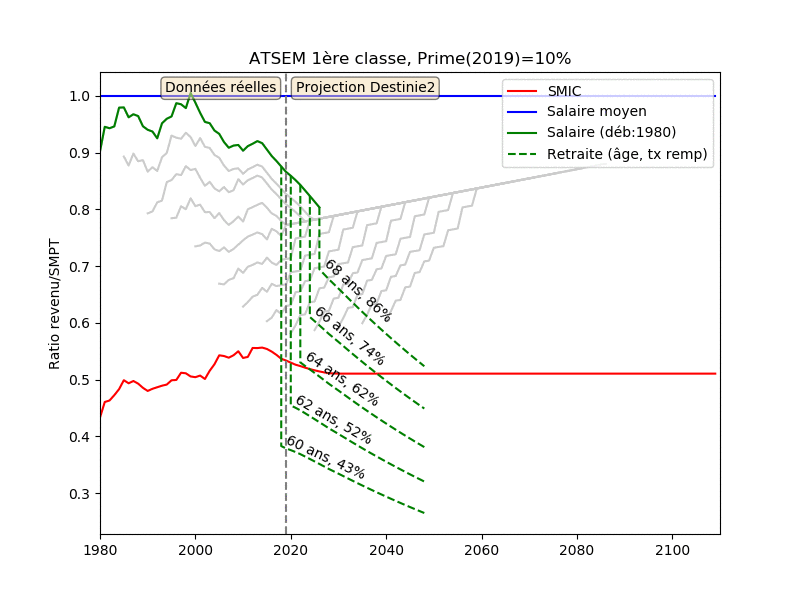 ATSEM 1ère classe, Prime(2019)=10%
Données réelles
Projection Destinie2
SMIC
Salaire moyen
Salaire (déb:1980)
Retraite (âge, tx remp)
Ratio revenu/SMPT
1.0
0.9
0.8
0.7
0.6
0.5
0.4
0.3
68 ans, 86%
66 ans, 74%
64 ans, 62%
62 ans, 52%
60 ans, 43%
1980
2000
2020
2040
2060
2080
2100